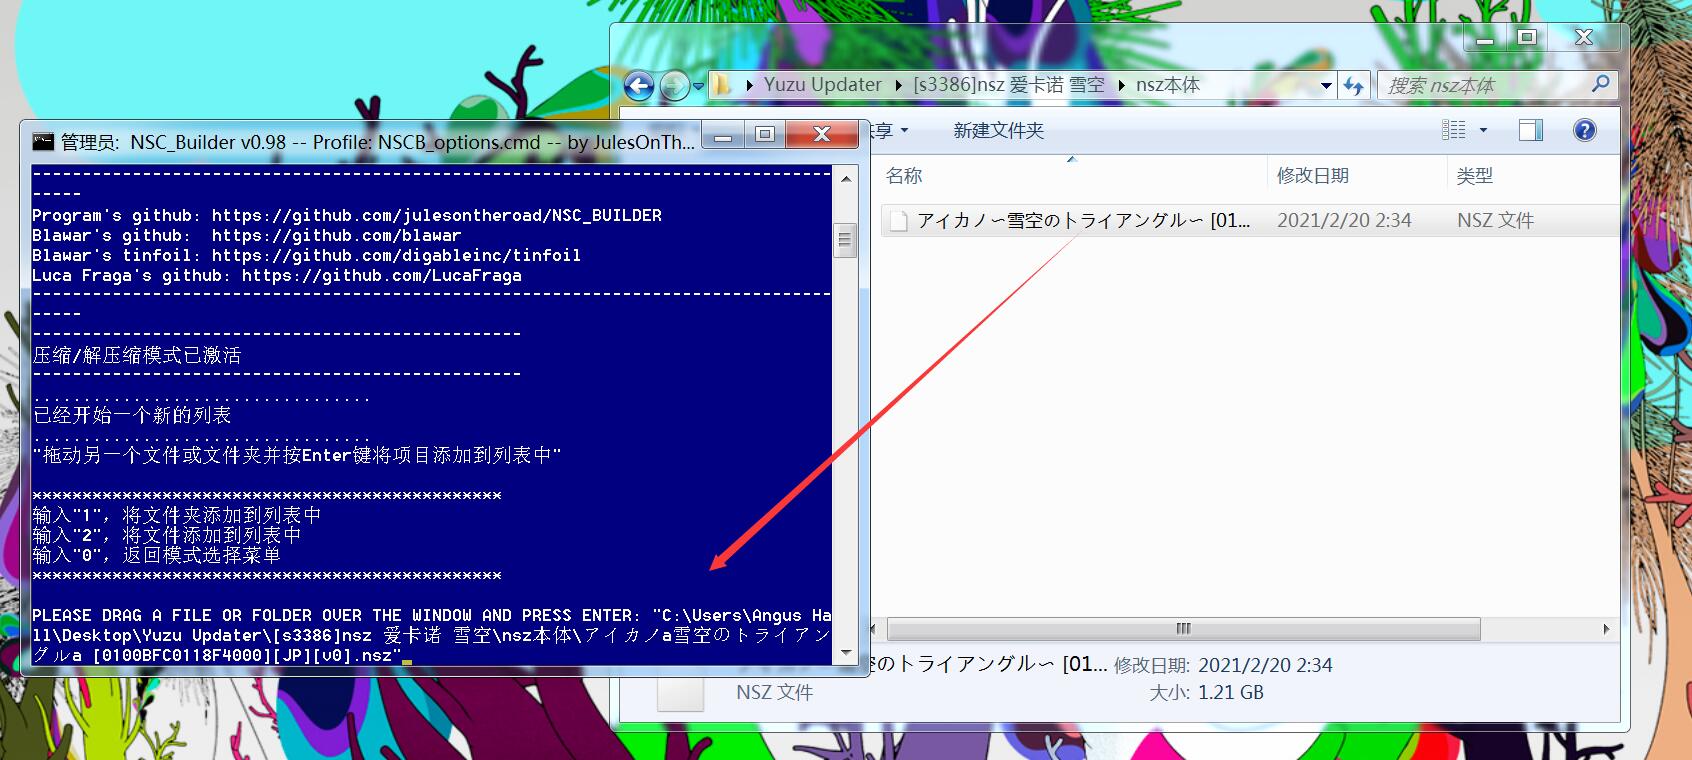 Yuzu Updater
[s3386]nsz 爱卡诺 雪空
nsz本体
搜索 nsz本体
管理员: NSC_Builder v0.98 -- Profile: NSCB_options.cmd -- by JulesOnTh...
享
新建文件夹
名称
修改日期
类型
アイカノ〜雪空のトライアングル〜 [01...
2021/2/20 2:34
NSZ 文件
--------------------------------------------------------------------------------
-----
Program's github: https://github.com/julesontheroad/NSC_BUILDER
Blawar's github:  https://github.com/blawar
Blawar's tinfoil: https://github.com/digableinc/tinfoil
Luca Fraga's github: https://github.com/LucaFraga
--------------------------------------------------------------------------------
-----
-------------------------------------------------
压缩/解压缩模式已激活
-------------------------------------------------
..................................
已经开始一个新的列表
..................................
"拖动另一个文件或文件夹并按Enter键将项目添加到列表中"
***********************************************
输入"1", 将文件夹添加到列表中
输入"2", 将文件添加到列表中
输入"0", 返回模式选择菜单
***********************************************
PLEASE DRAG A FILE OR FOLDER OVER THE WINDOW AND PRESS ENTER: "C:\Users\Angus Ha
ll\Desktop\Yuzu Updater\[s3386]nsz 爱卡诺 雪空\nsz本体\アイカノa雪空のトライアン
グルa [0100BFC0118F4000][JP][v0].nsz"
空のトライアングル〜 [01...
修改日期: 2021/2/20 2:34
NSZ 文件
大小: 1.21 GB